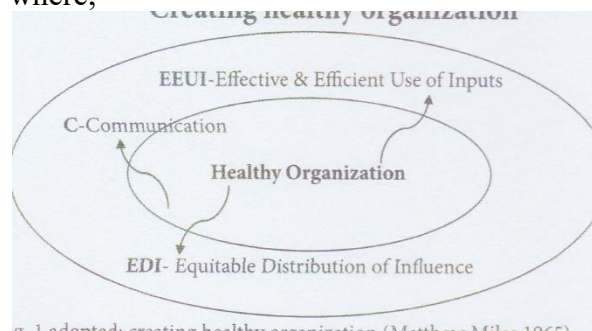 where;
Creating healthy organization
EEUI-Effective & Efficient Use of Inputs
C-Communication
Healthy Organization
EDI- Equitable Distribution of Influence
g. 1 adopted: creating healthy organization (Matthew Miles 1965)